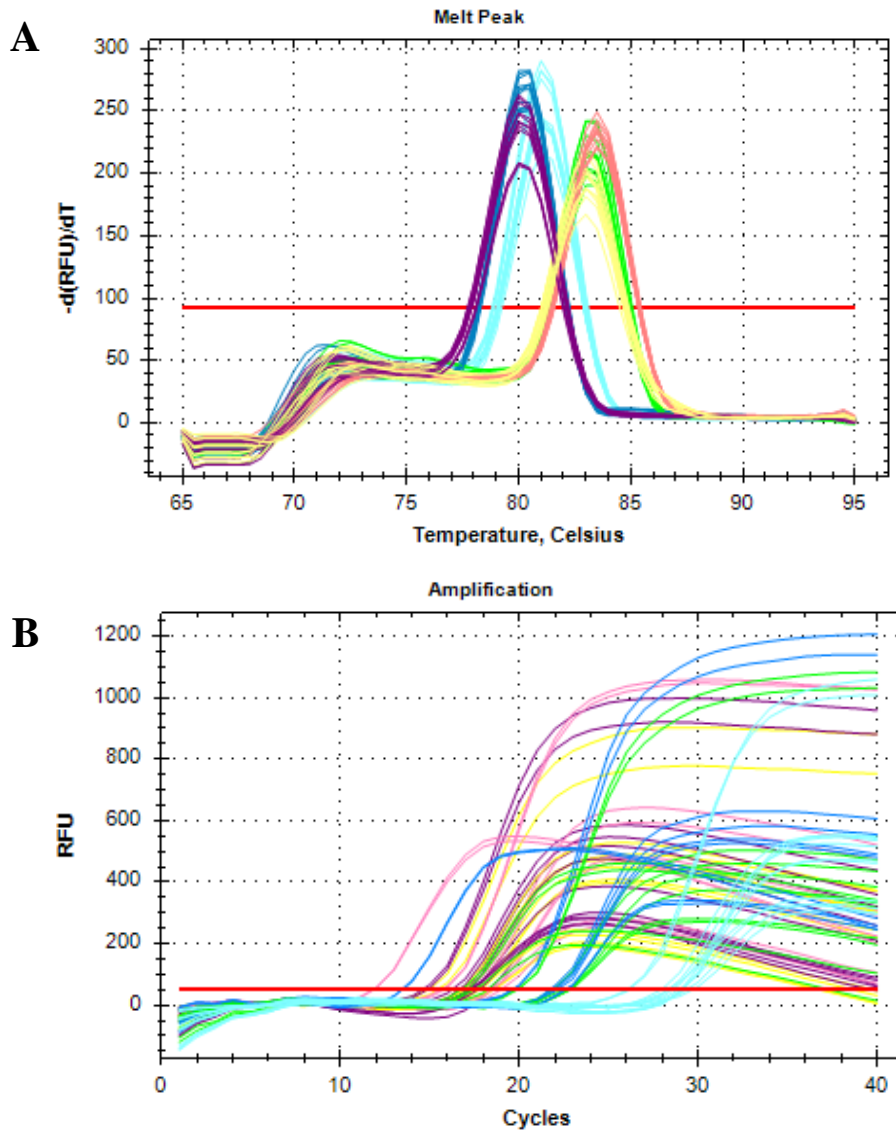 A
Melt Peak
300
250
200
150
100
50
0
-d(RFU)/dT
65 70 75 80 85 90 95
Temperature, Celsius
B
Amplification
1200
1000
800
600
400
200
0
RFU
0 10 20 30 40
Cycles